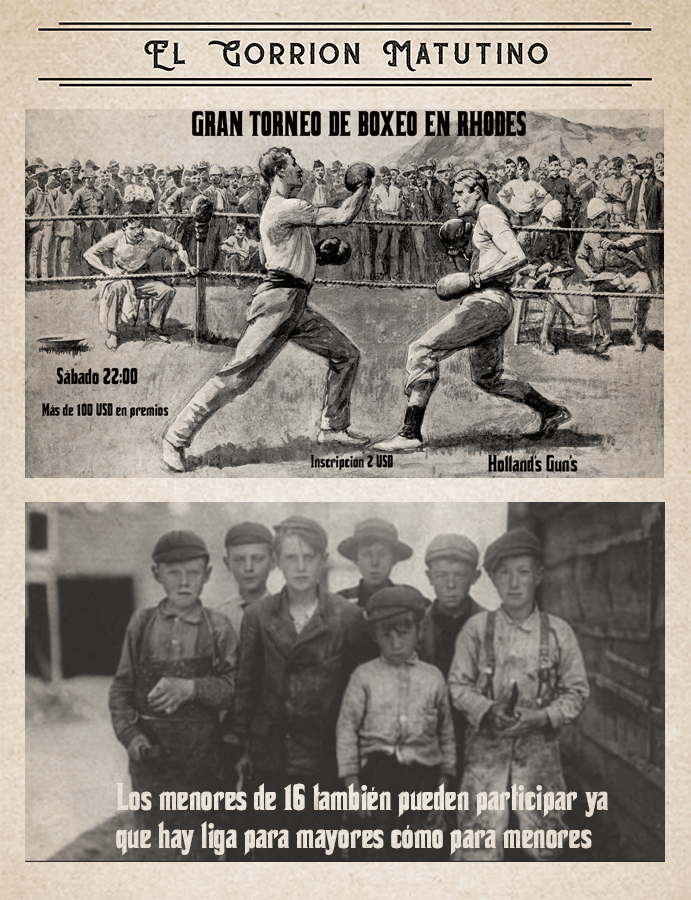 El Gorrion Matutino
GRAN TORNEO DE BOXEO EN RHODES
Sábado 22:00
Más de 100 USD en premios
Inscripción 2 USD
Holland's Gun's
Los menores de 16 también pueden participar ya
que hay liga para mayores cómo para menores